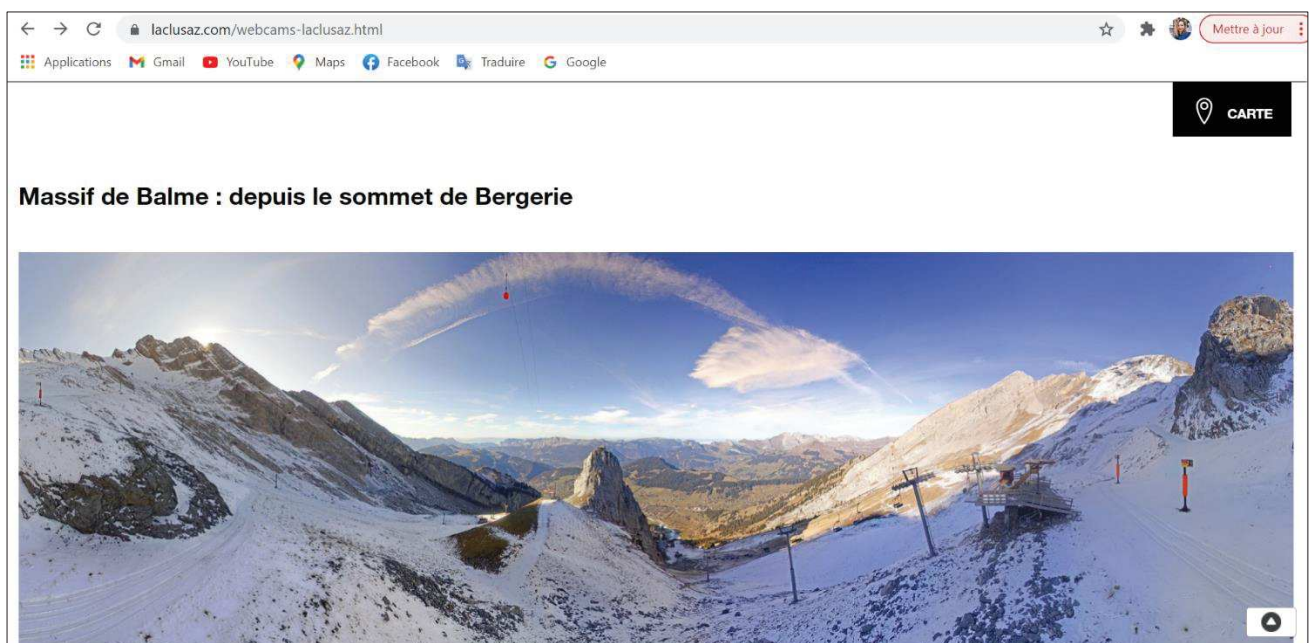 laclusaz.com/webcams-laclusaz.html
Mettre à jour
Applications Gmail YouTube Maps Facebook Traduire Google
CARTE
Massif de Balme : depuis le sommet de Bergerie